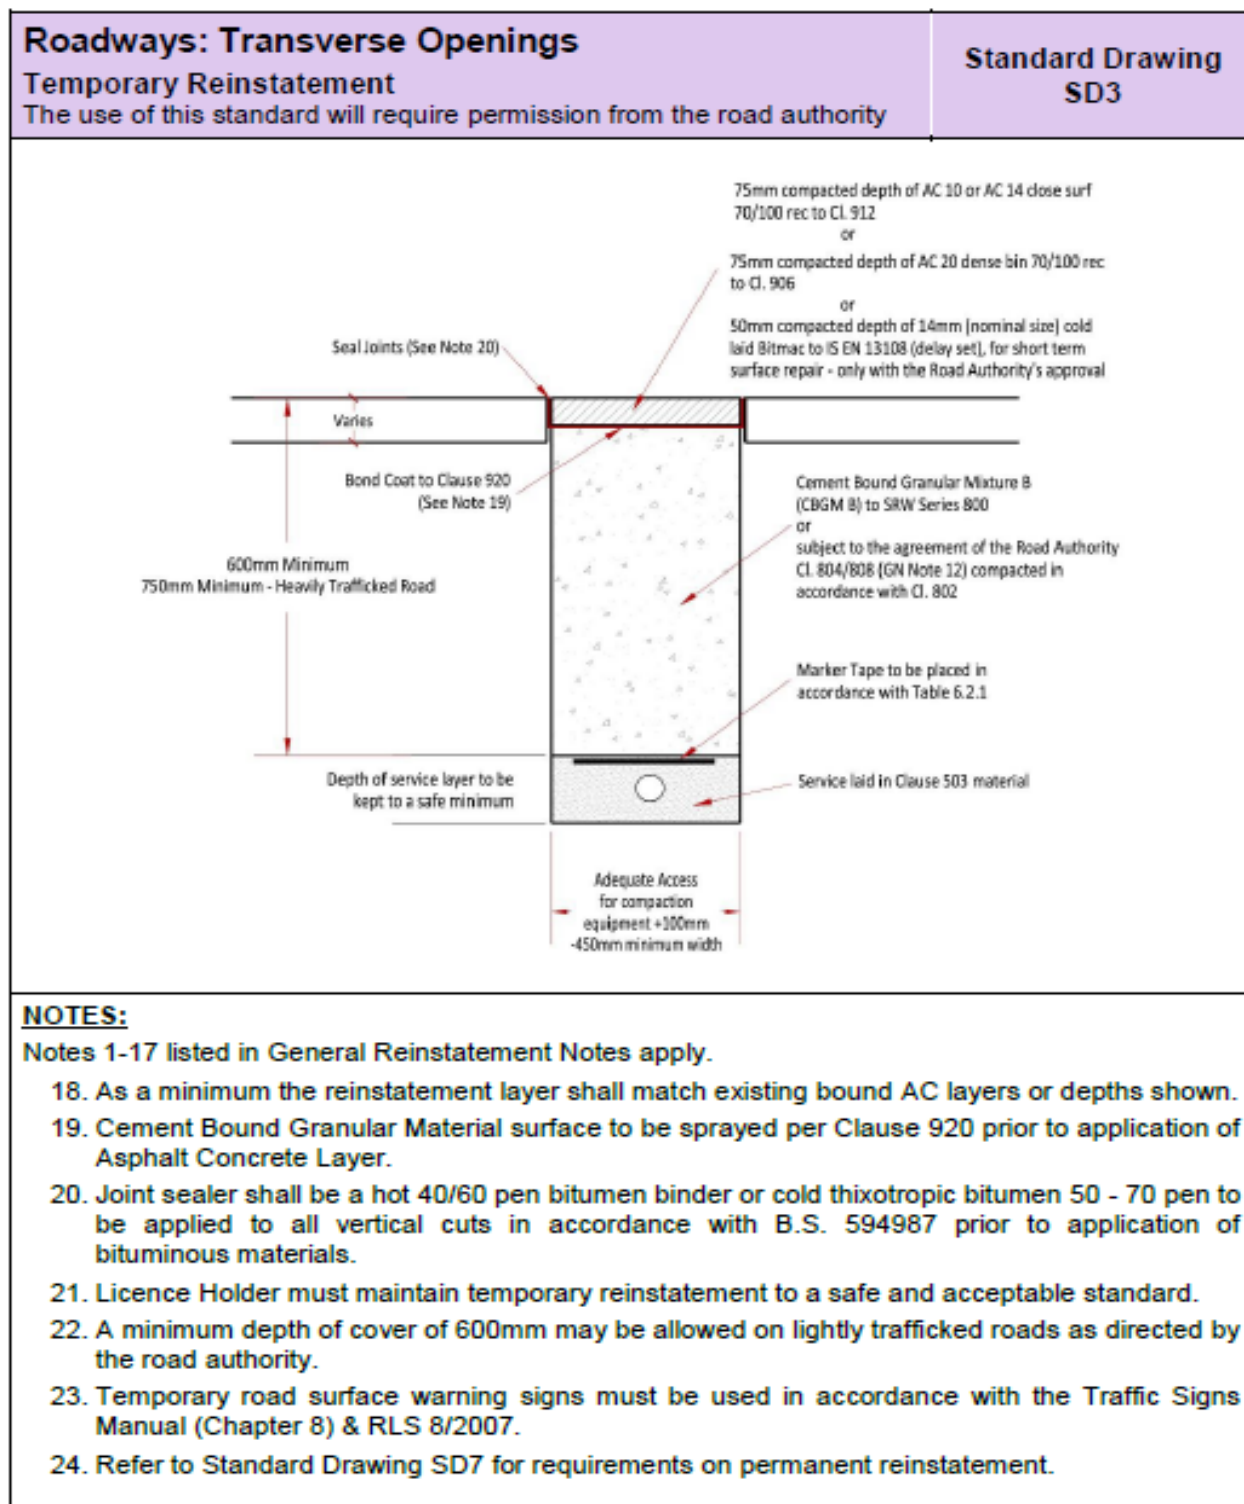 Roadways: Transverse Openings
Temporary Reinstatement
The use of this standard will require permission from the road authority
Standard Drawing
SD3
75mm compacted depth of AC 10 or AC 14 close surf
70/100 rec to Cl. 912
or
75mm compacted depth of AC 20 dense bin 70/100 rec
to Cl. 906
or
50mm compacted depth of 14mm (nominal size) cold
laid Bitmac to IS EN 13108 (delay set), for short term
surface repair - only with the Road Authority's approval
Seal Joints (See Note 20)
Varies
Bond Coat to Clause 920
(See Note 19)
Cement Bound Granular Mixture B
(CBGM B) to SRW Series 800
or
subject to the agreement of the Road Authority
Cl. 804/808 (GN Note 12) compacted in
accordance with Cl. 802
600mm Minimum
750mm Minimum - Heavily Trafficked Road
Marker Tape to be placed in
accordance with Table 6.2.1
Depth of service layer to be
kept to a safe minimum
Service laid in Clause 503 material
Adequate Access
for compaction
equipment +100mm
-450mm minimum width
NOTES:
Notes 1-17 listed in General Reinstatement Notes apply.
18. As a minimum the reinstatement layer shall match existing bound AC layers or depths shown.
19. Cement Bound Granular Material surface to be sprayed per Clause 920 prior to application of
Asphalt Concrete Layer.
20. Joint sealer shall be a hot 40/60 pen bitumen binder or cold thixotropic bitumen 50 - 70 pen to
be applied to all vertical cuts in accordance with B.S. 594987 prior to application of
bituminous materials.
21. Licence Holder must maintain temporary reinstatement to a safe and acceptable standard.
22. A minimum depth of cover of 600mm may be allowed on lightly trafficked roads as directed by
the road authority.
23. Temporary road surface warning signs must be used in accordance with the Traffic Signs
Manual (Chapter 8) & RLS 8/2007.
24. Refer to Standard Drawing SD7 for requirements on permanent reinstatement.